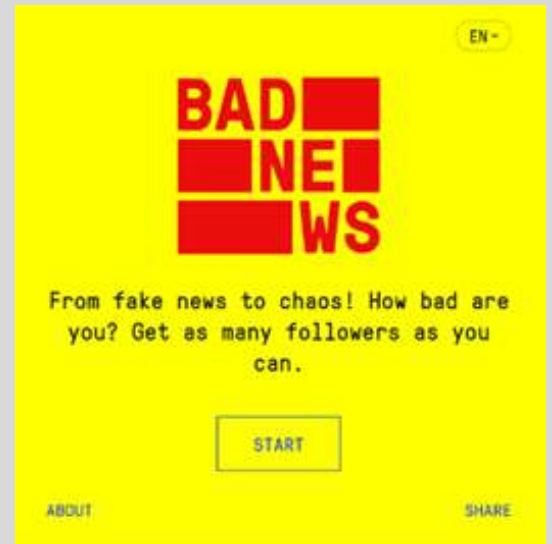 EN
BAD
NE
WS
From fake news to chaos! How bad are
you? Get as many followers as you
can.
START
ABOUT
SHARE